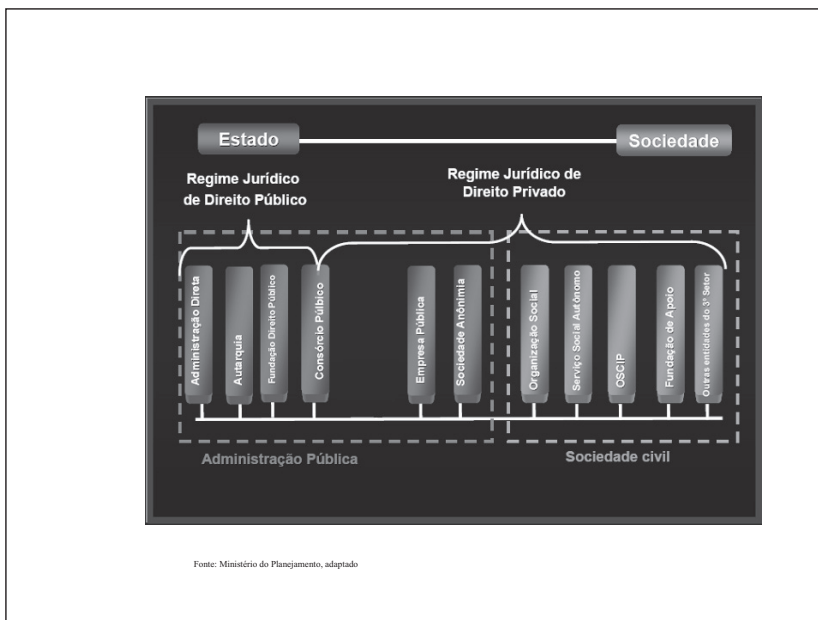 Estado
Sociedade
Regime Jurídico
de Direito Público
Regime Jurídico de
Direito Privado
Administração Direta
Autarquia
Fundação Direito Público
Consórcio Púlbico
Empresa Pública
Sociedade Anônimia
Organização Social
Serviço Social Autônomo
OSCIP
Fundação de Apoio
Outras entidades do 3º Setor
Administração Pública
Sociedade civil
Fonte: Ministério do Planejamento, adaptado